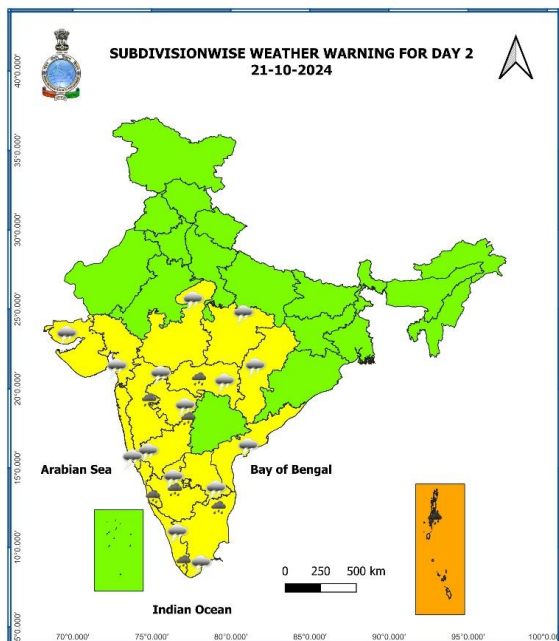 SUBDIVISIONWISE WEATHER WARNING FOR DAY 2
21-10-2024
40°0.000'
35°0.000'
30°0.000'
25°0.000'
20°0.000'
15°0.000'
10°0.000'
5°0.000'
Arabian Sea
Bay of Bengal
0 250 500 km
Indian Ocean
70°0.000' 75°0.000' 80°0.000' 85°0.000' 90°0.000' 95°0.000' 100°0.0